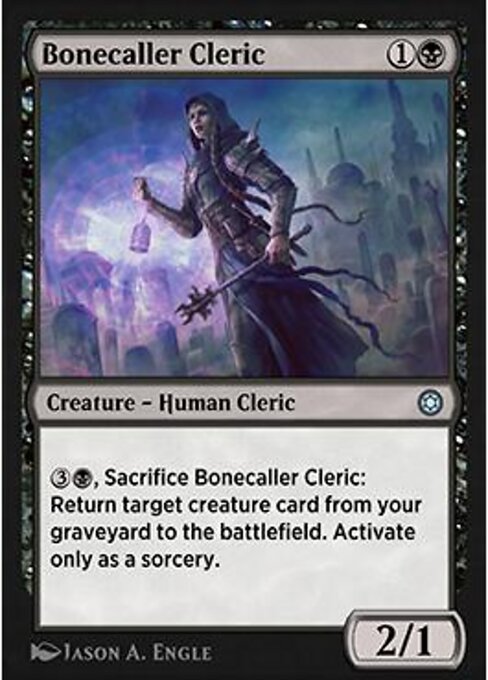 Bonecaller Cleric 1
Creature – Human Cleric
3, Sacrifice Bonecaller Cleric:
Return target creature card from your
graveyard to the battlefield. Activate
only as a sorcery.
2/1
Jason A. Engle